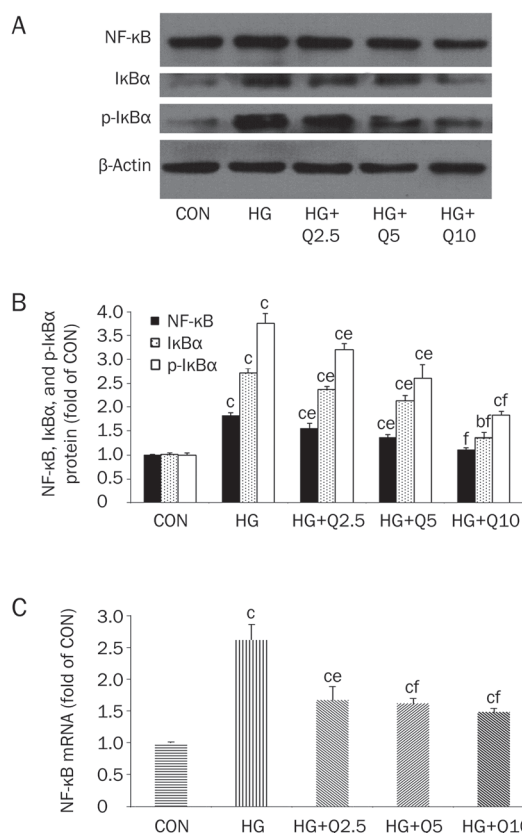 A
NF-κB
IκBα
p-IκBα
β-Actin
CON HG HG+ HG+ HG+
Q2.5 Q5 Q10
B
NF-κB, IκBα, and p-IκBα
protein (fold of CON)
4.0
3.5
3.0
2.5
2.0
1.5
1.0
0.5
0
NF-κB
IκBα
p-IκBα
c c c
ce ce ce
ce ce ce
f bf cf
CON HG HG+Q2.5 HG+Q5 HG+Q10
C
NF-κB mRNA (fold of CON)
3.0
2.5
2.0
1.5
1.0
0.5
0
c
ce
cf
cf
CON HG HG+Q2.5 HG+Q5 HG+Q10